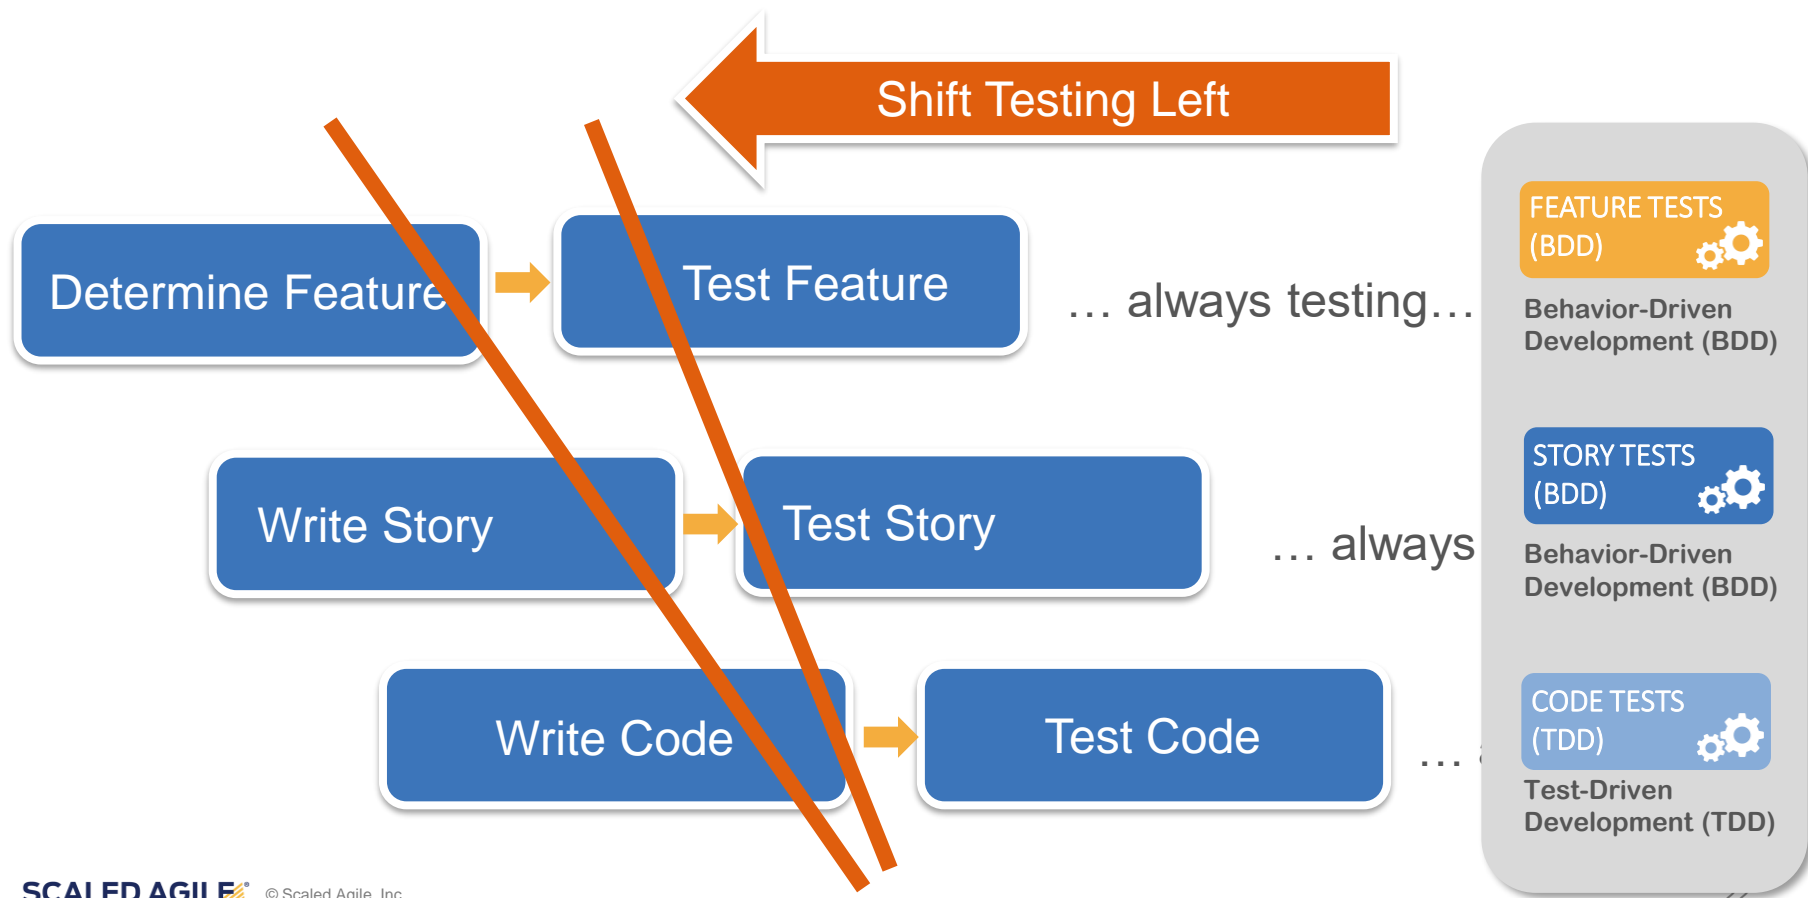 Shift Testing Left
Determine Feature
Test Feature
... always testing...
FEATURE TESTS
(BDD)
Behavior-Driven
Development (BDD)
Write Story
Test Story
... always
STORY TESTS
(BDD)
Behavior-Driven
Development (BDD)
Write Code
Test Code
...
CODE TESTS
(TDD)
Test-Driven
Development (TDD)
SCALED AGILE® © Scaled Agile, Inc.